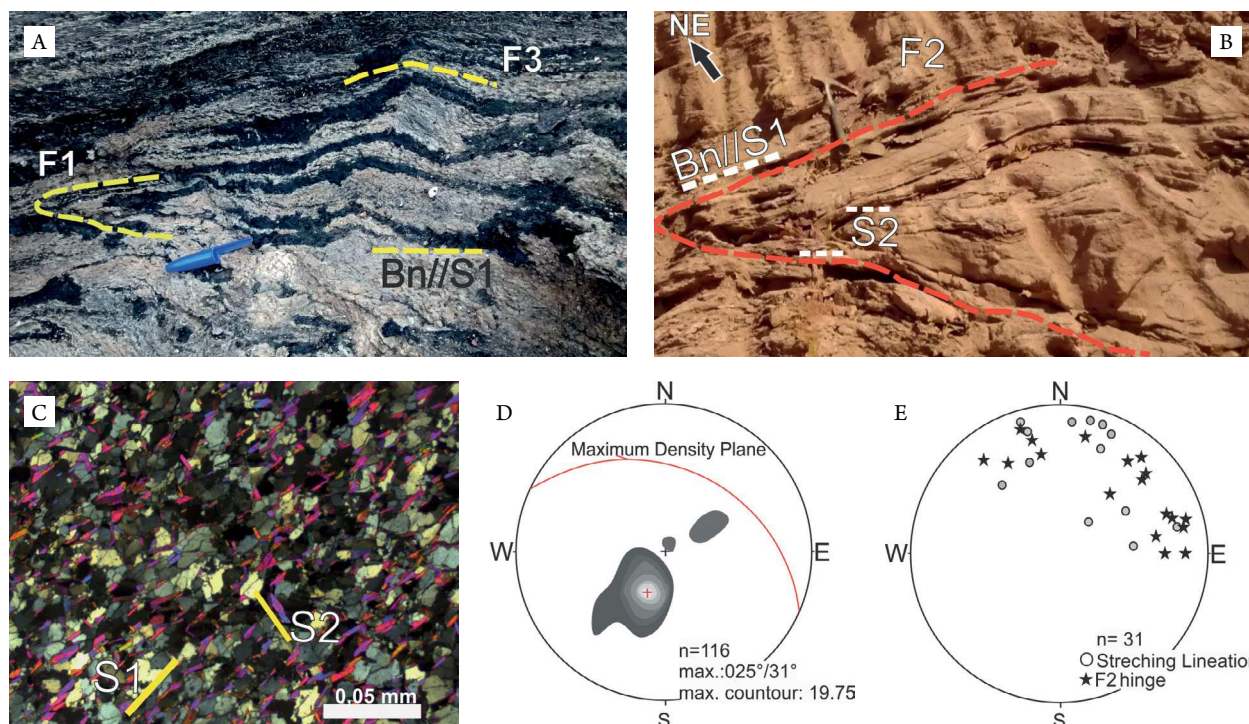 A
F3
F1
Bn//S1
B
NE
F2
Bn//S1
S2
C
S2
S1
0.05 mm
D
N
Maximum Density Plane
W
E
n=116
max.:025°/31°
max. countour: 19.75
S
E
N
W
E
n= 31
Streching Lineation
F2 hinge
S